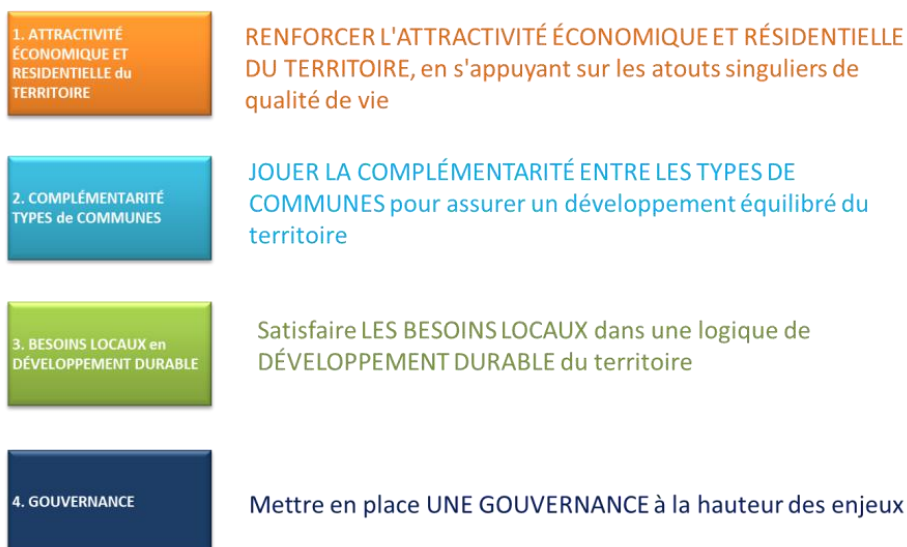 1. ATTRACTIVITÉ
ÉCONOMIQUE ET
RESIDENTIELLE du
TERRITOIRE
RENFORCER L'ATTRACTIVITÉ ÉCONOMIQUE ET RÉSIDENTIELLE
DU TERRITOIRE, en s'appuyant sur les atouts singuliers de
qualité de vie
2. COMPLÉMENTARITÉ
TYPES de COMMUNES
JOUER LA COMPLÉMENTARITÉ ENTRE LES TYPES DE
COMMUNES pour assurer un développement équilibré du
territoire
3. BESOINS LOCAUX en
DÉVELOPPEMENT DURABLE
Satisfaire LES BESOINS LOCAUX dans une logique de
DÉVELOPPEMENT DURABLE du territoire
4. GOUVERNANCE
Mettre en place UNE GOUVERNANCE à la hauteur des enjeux